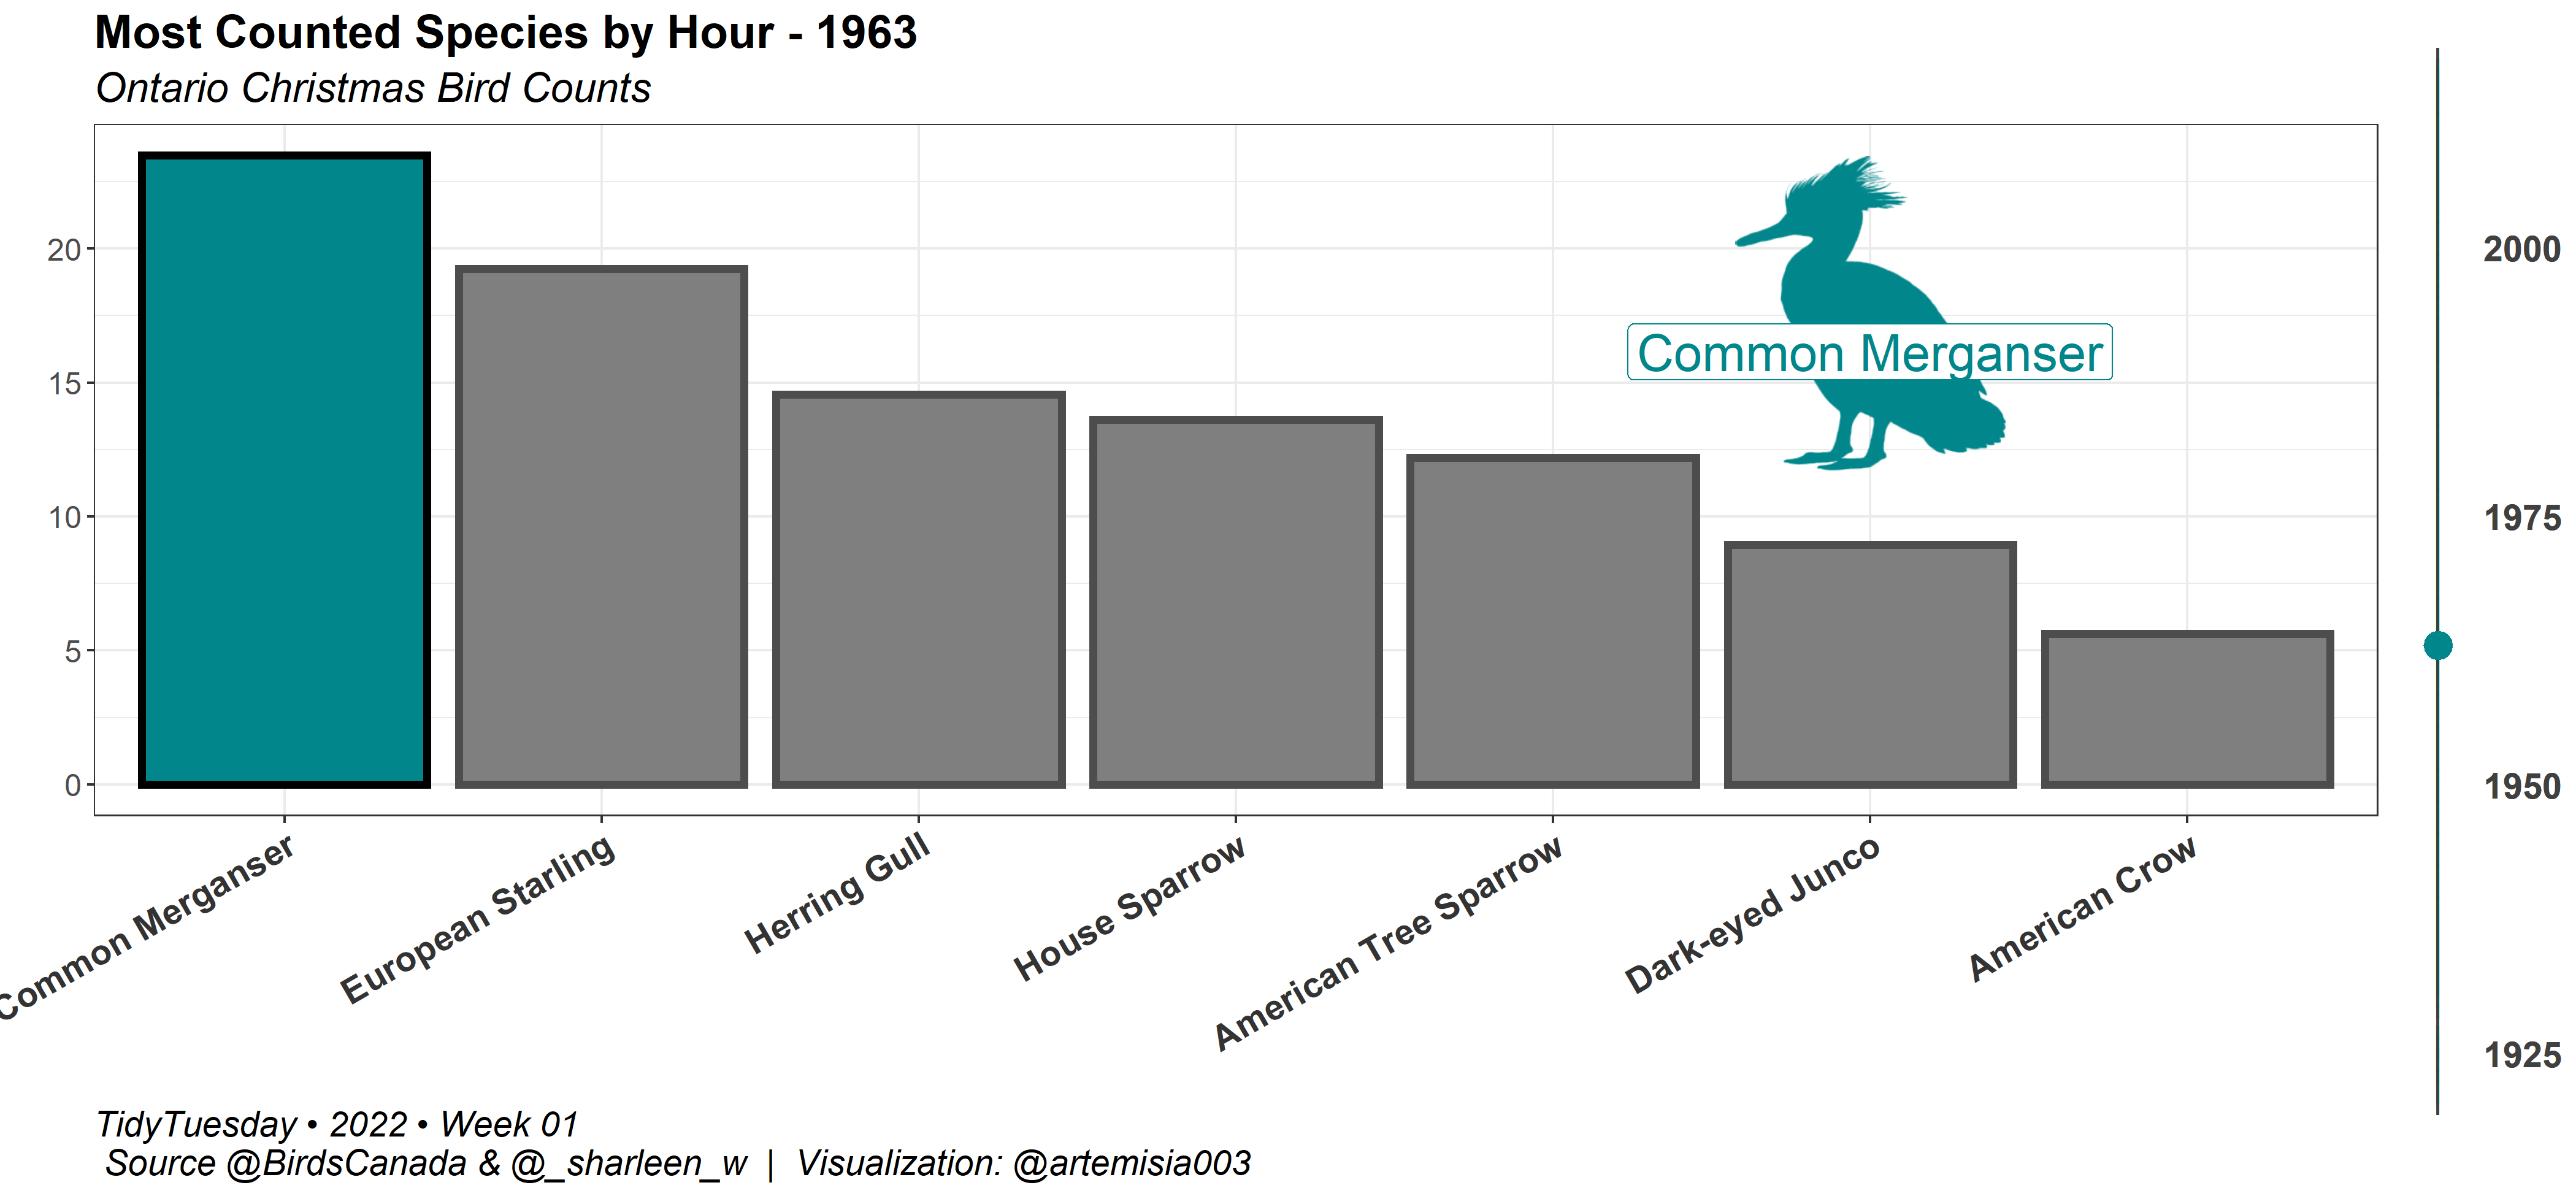 Most Counted Species by Hour - 1963
Ontario Christmas Bird Counts
20
15
10
5
0
Common Merganser
Common Merganser
European Starling
Herring Gull
House Sparrow
American Tree Sparrow
Dark-eyed Junco
American Crow
2000
1975
1950
1925
TidyTuesday • 2022 • Week 01
Source @BirdsCanada & @_sharleen_w | Visualization: @artemisia003